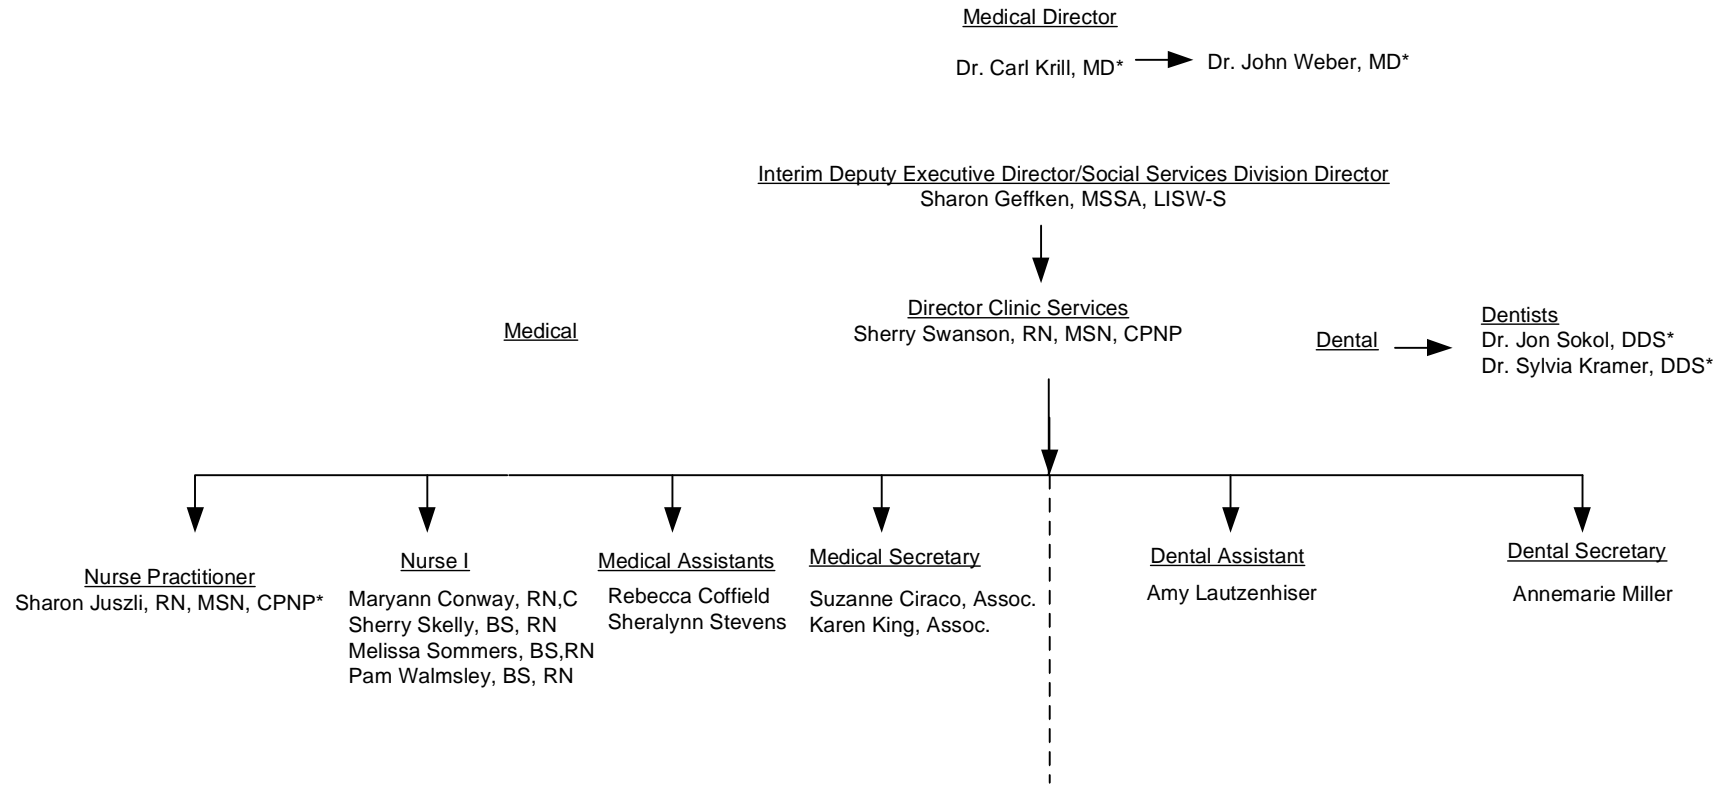 Medical Director
Dr. Carl Krill, MD*
Dr. John Weber, MD*
Interim Deputy Executive Director/Social Services Division Director
Sharon Geffken, MSSA, LISW-S
Director Clinic Services
Sherry Swanson, RN, MSN, CPNP
Medical
Dental
Dentists
Dr. Jon Sokol, DDS*
Dr. Sylvia Kramer, DDS*
Nurse Practitioner
Sharon Juszli, RN, MSN, CPNP*
Nurse I
Maryann Conway, RN,C
Sherry Skelly, BS, RN
Melissa Sommers, BS,RN
Pam Walmsley, BS, RN
Medical Assistants
Rebecca Coffield
Sheralynn Stevens
Medical Secretary
Suzanne Ciraco, Assoc.
Karen King, Assoc.
Dental Assistant
Amy Lautzenhiser
Dental Secretary
Annemarie Miller